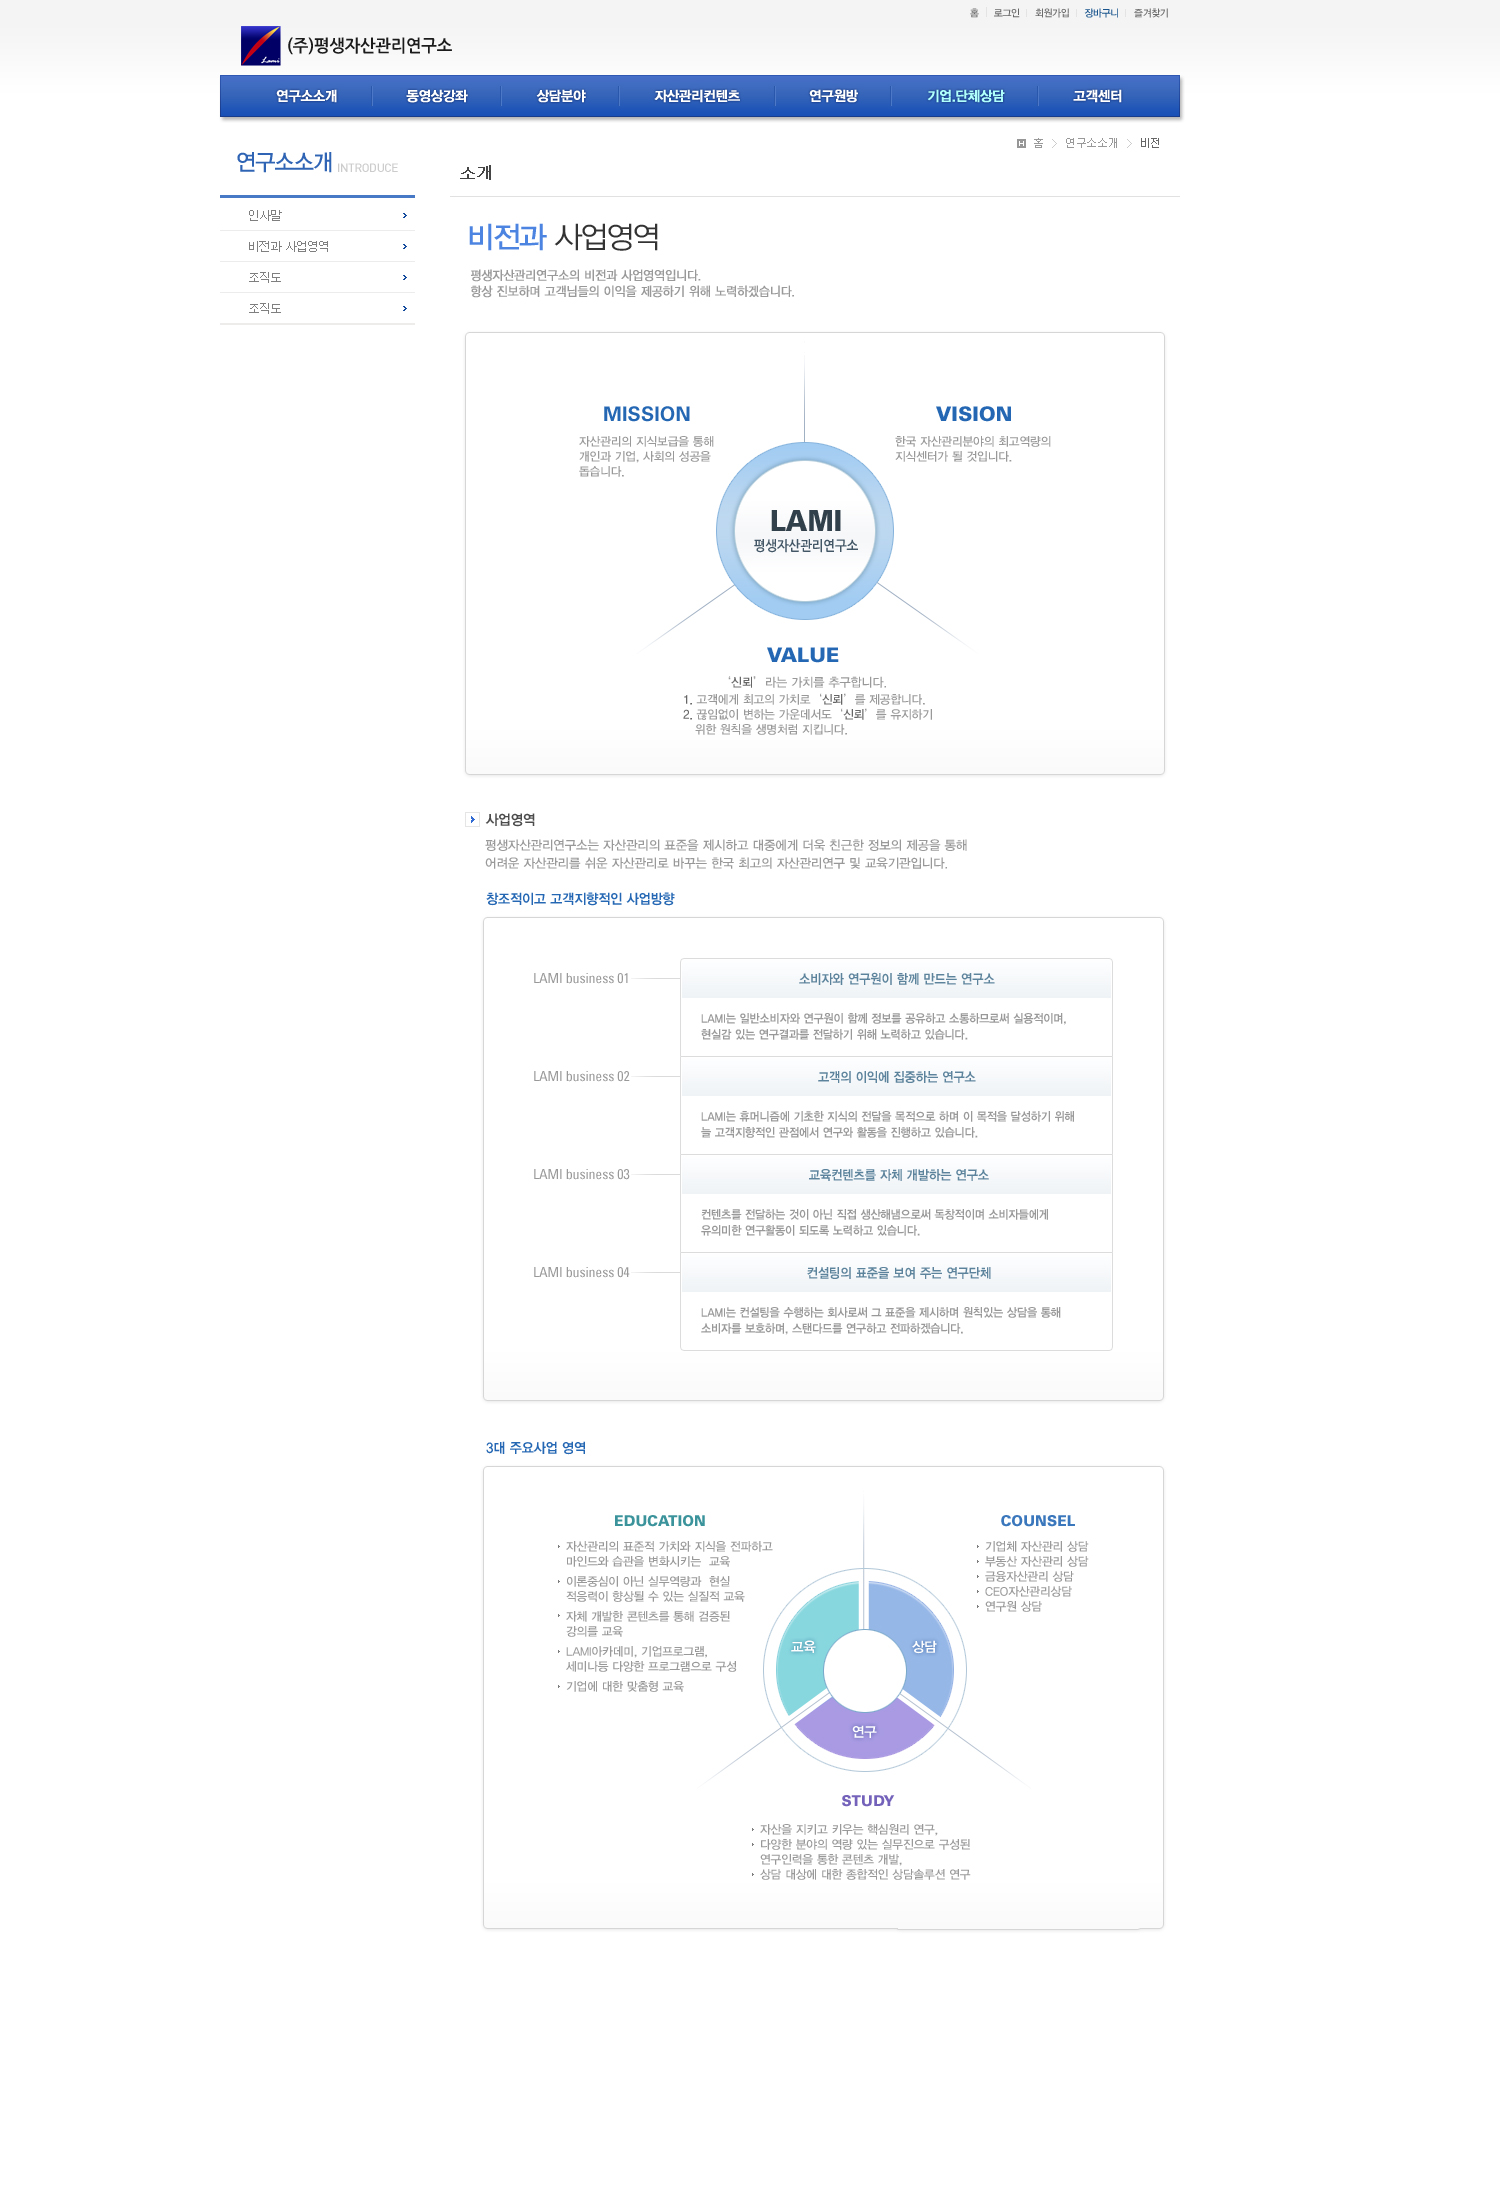 홈 로그인 회원가입 장바구니 즐겨찾기
Lami (주)평생자산관리연구소
연구소소개 동영상강좌 상담분야 자산관리컨텐츠 연구원방 기업.단체상담 고객센터
홈 연구소소개 비전
연구소소개 INTRODUCE
인사말
비전과 사업영역
조직도
조직도
소개
비전과 사업영역
평생자산관리연구소의 비전과 사업영역입니다.
항상 진보하며 고객님들의 이익을 제공하기 위해 노력하겠습니다.
MISSION
자산관리의 지식보급을 통해
개인과 기업, 사회의 성공을
돕습니다.
VISION
한국 자산관리분야의 최고역량의
지식센터가 될 것입니다.
LAMI
평생자산관리연구소
VALUE
‘신뢰’ 라는 가치를 추구합니다.
1. 고객에게 최고의 가치로 ‘신뢰’ 를 제공합니다.
2. 끊임없이 변하는 가운데서도 ‘신뢰’ 를 유지하기
위한 원칙을 생명처럼 지킵니다.
사업영역
평생자산관리연구소는 자산관리의 표준을 제시하고 대중에게 더욱 친근한 정보의 제공을 통해
어려운 자산관리를 쉬운 자산관리로 바꾸는 한국 최고의 자산관리연구 및 교육기관입니다.
창조적이고 고객지향적인 사업방향
LAMI business 01
소비자와 연구원이 함께 만드는 연구소
LAMI는 일반소비자와 연구원이 함께 정보를 공유하고 소통하므로써 실용적이며,
현실감 있는 연구결과를 전달하기 위해 노력하고 있습니다.
LAMI business 02
고객의 이익에 집중하는 연구소
LAMI는 휴머니즘에 기초한 지식의 전달을 목적으로 하며 이 목적을 달성하기 위해
늘 고객지향적인 관점에서 연구와 활동을 진행하고 있습니다.
LAMI business 03
교육컨텐츠를 자체 개발하는 연구소
컨텐츠를 전달하는 것이 아닌 직접 생산해냄으로써 독창적이며 소비자들에게
유의미한 연구활동이 되도록 노력하고 있습니다.
LAMI business 04
컨설팅의 표준을 보여 주는 연구단체
LAMI는 컨설팅을 수행하는 회사로써 그 표준을 제시하며 원칙있는 상담을 통해
소비자를 보호하며, 스탠다드를 연구하고 전파하겠습니다.
3대 주요사업 영역
EDUCATION
자산관리의 표준적 가치와 지식을 전파하고
마인드와 습관을 변화시키는 교육
이론중심이 아닌 실무역량과 현실
적응력이 향상될 수 있는 실질적 교육
자체 개발한 콘텐츠를 통해 검증된
강의를 교육
LAMI아카데미, 기업프로그램,
세미나등 다양한 프로그램으로 구성
기업에 대한 맞춤형 교육
COUNSEL
기업체 자산관리 상담
부동산 자산관리 상담
금융자산관리 상담
CEO자산관리상담
연구원 상담
교육
상담
연구
STUDY
자산을 지키고 키우는 핵심원리 연구,
다양한 분야의 역량 있는 실무진으로 구성된
연구인력을 통한 콘텐츠 개발,
상담 대상에 대한 종합적인 상담솔루션 연구